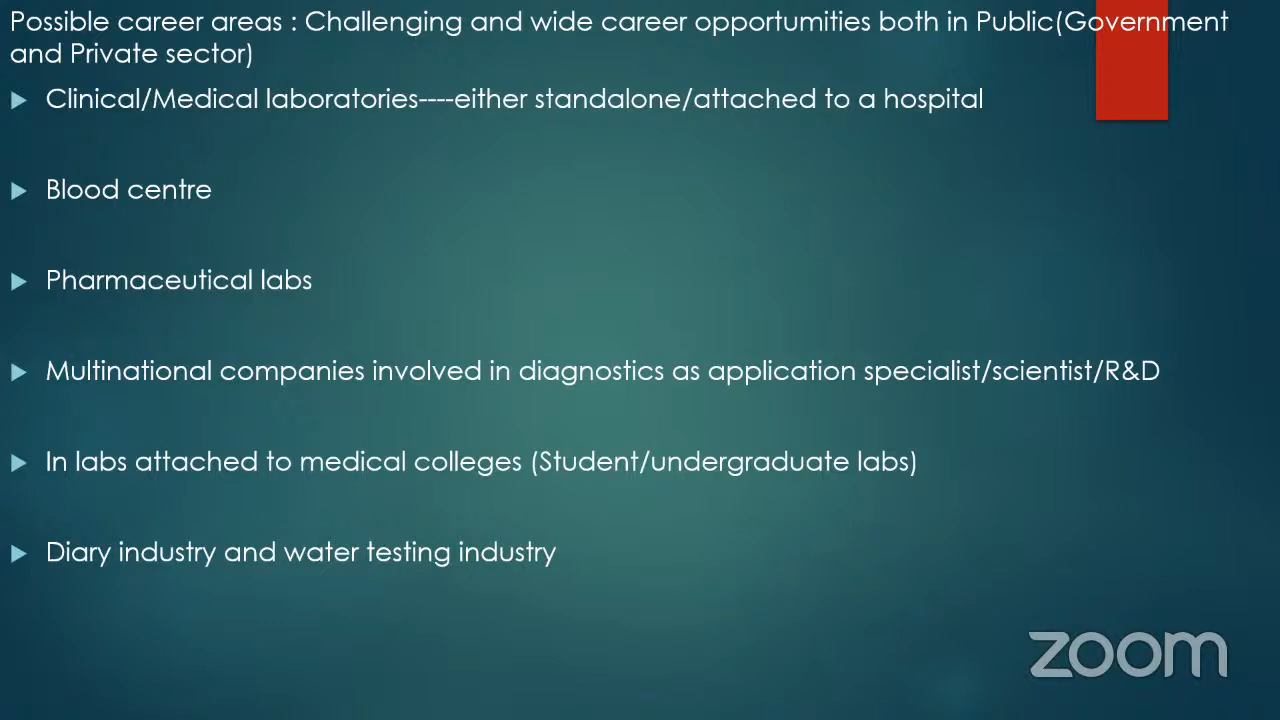 Possible career areas : Challenging and wide career opportunities both in Public(Government
and Private sector)
Clinical/Medical laboratories----either standalone/attached to a hospital
Blood centre
Pharmaceutical labs
Multinational companies involved in diagnostics as application specialist/scientist/R&D
In labs attached to medical colleges (Student/undergraduate labs)
Diary industry and water testing industry
zoom